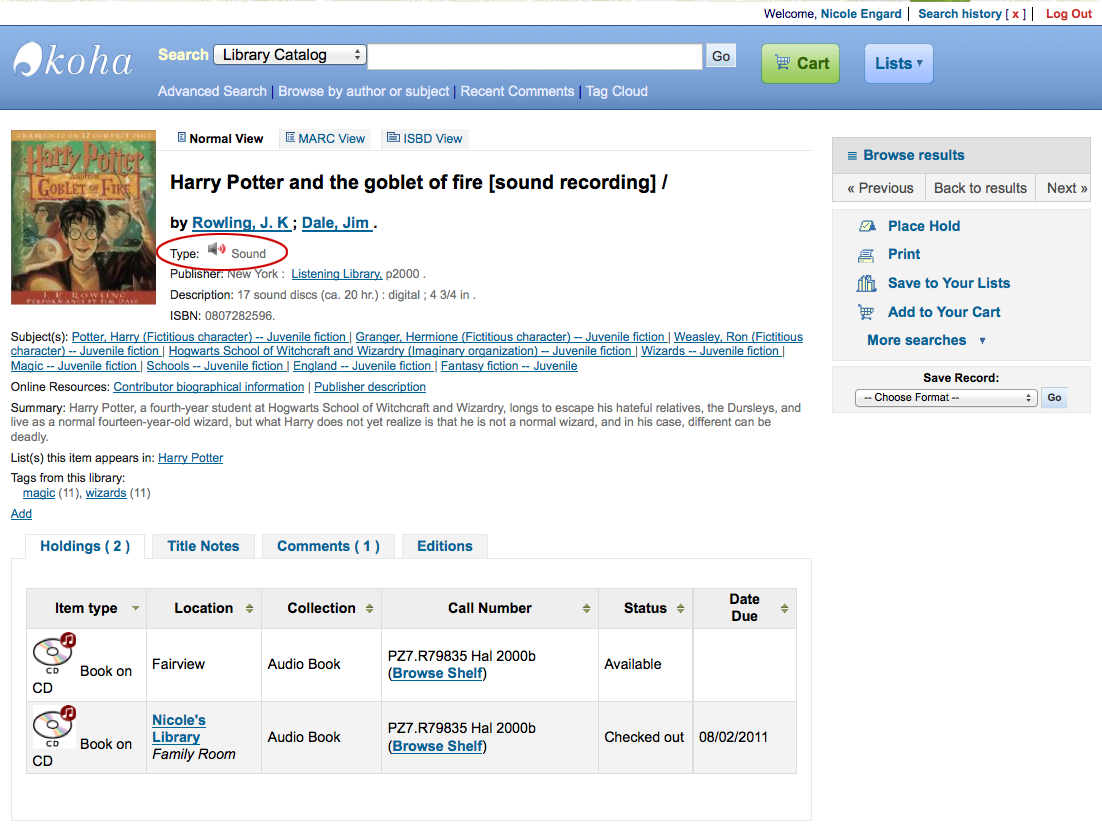 Welcome, Nicole Engard | Search history [ x ] | Log Out
koha
Search Library Catalog Go Cart Lists ▾
Advanced Search | Browse by author or subject | Recent Comments | Tag Cloud
UNABRIDGED ON 17 COMPACT DISCS
Harry Potter
AND THE
GOBLET OF FIRE
J. K. ROWLING
PERFORMANCE BY JIM DALE
Normal View MARC View ISBD View
Harry Potter and the goblet of fire [sound recording] /
by Rowling, J. K ; Dale, Jim .
Type: Sound
Publisher: New York : Listening Library, p2000 .
Description: 17 sound discs (ca. 20 hr.) : digital ; 4 3/4 in .
ISBN: 0807282596.
Subject(s): Potter, Harry (Fictitious character) -- Juvenile fiction | Granger, Hermione (Fictitious character) -- Juvenile fiction | Weasley, Ron (Fictitious
character) -- Juvenile fiction | Hogwarts School of Witchcraft and Wizardry (Imaginary organization) -- Juvenile fiction | Wizards -- Juvenile fiction |
Magic -- Juvenile fiction | Schools -- Juvenile fiction | England -- Juvenile fiction | Fantasy fiction -- Juvenile
Online Resources: Contributor biographical information | Publisher description
Summary: Harry Potter, a fourth-year student at Hogwarts School of Witchcraft and Wizardry, longs to escape his hateful relatives, the Dursleys, and
live as a normal fourteen-year-old wizard, but what Harry does not yet realize is that he is not a normal wizard, and in his case, different can be
deadly.
List(s) this item appears in: Harry Potter
Tags from this library:
magic (11), wizards (11)
Add
Browse results
« Previous Back to results Next »
Place Hold
Print
Save to Your Lists
Add to Your Cart
More searches ▾
Save Record:
-- Choose Format -- Go
Holdings ( 2 ) Title Notes Comments ( 1 ) Editions
Item type Location Collection Call Number Status Date
Due
CD Book on
CD
Fairview
Audio Book
PZ7.R79835 Hal 2000b
(Browse Shelf)
Available
CD Book on
CD
Nicole's
Library
Family Room
Audio Book
PZ7.R79835 Hal 2000b
(Browse Shelf)
Checked out
08/02/2011